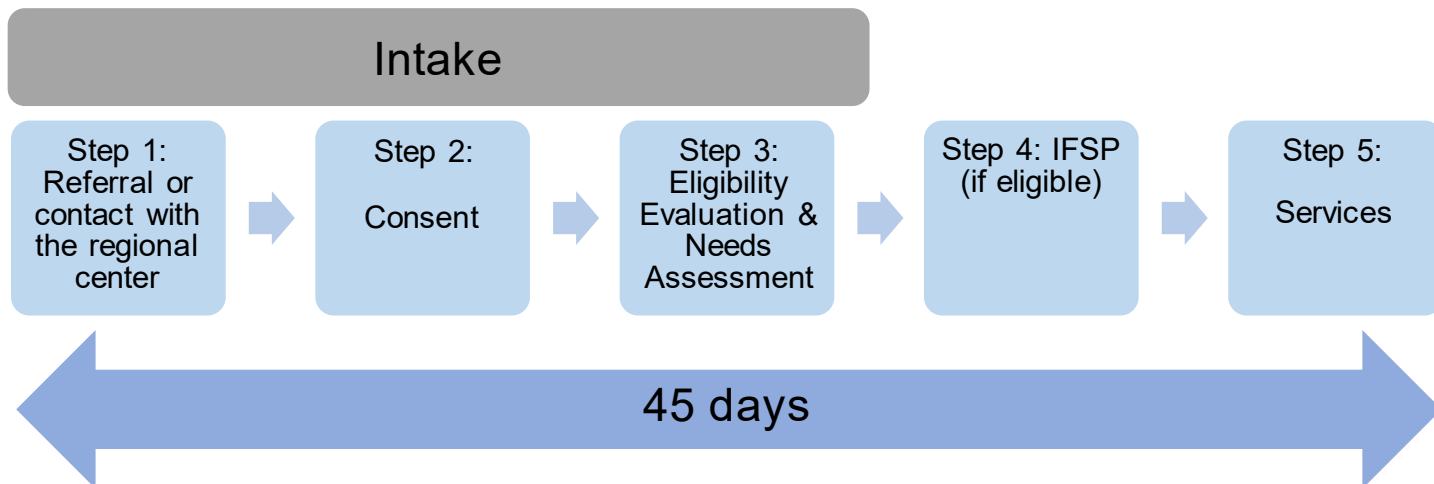 Intake
Step 1:
Referral or
contact with
the regional
center
Step 2:
Consent
Step 3:
Eligibility
Evaluation &
Needs
Assessment
Step 4: IFSP
(if eligible)
Step 5:
Services
45 days